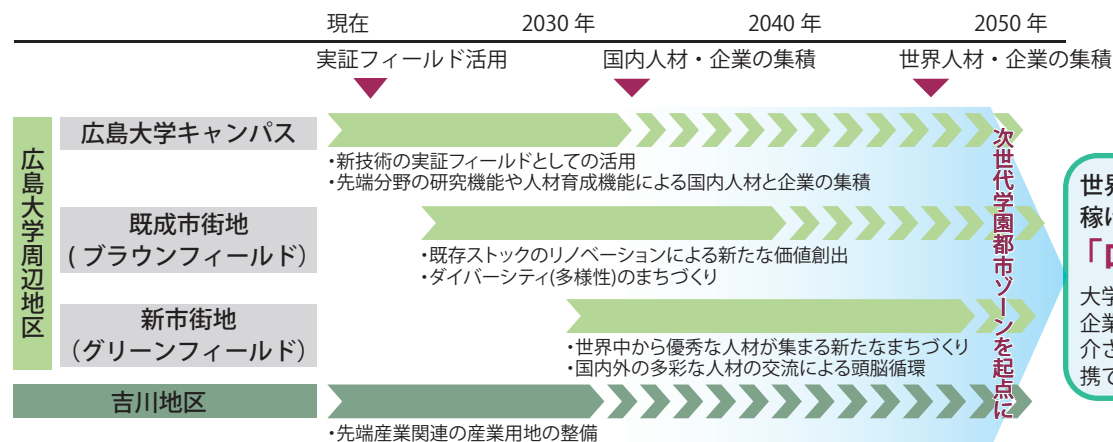 現在 2030 年 2040 年 2050 年
実証フィールド活用 国内人材・企業の集積 世界人材・企業の集積
広島大学周辺地区
広島大学キャンパス
・新技術の実証フィールドとしての活用
・先端分野の研究機能や人材育成機能による国内人材と企業の集積
既成市街地
( ブラウンフィールド）
・既存ストックのリノベーションによる新たな価値創出
・ダイバーシティ(多様性)のまちづくり
新市街地
（グリーンフィールド）
・世界中から優秀な人材が集まる新たなまちづくり
・国内外の多彩な人材の交流による頭脳循環
吉川地区
・先端産業関連の産業用地の整備
次世代学園都市ゾーンを起点に
世界
稼
「
大学
企業
介さ
携て